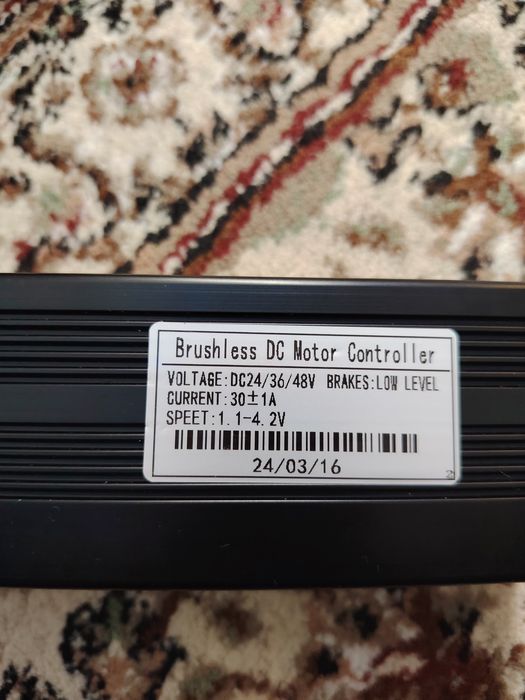 Brushless DC Motor Controller
VOLTAGE:DC24/36/48V BRAKES:LOW LEVEL
CURRENT:30±1A
SPEET:1.1-4.2V
24/03/16
2